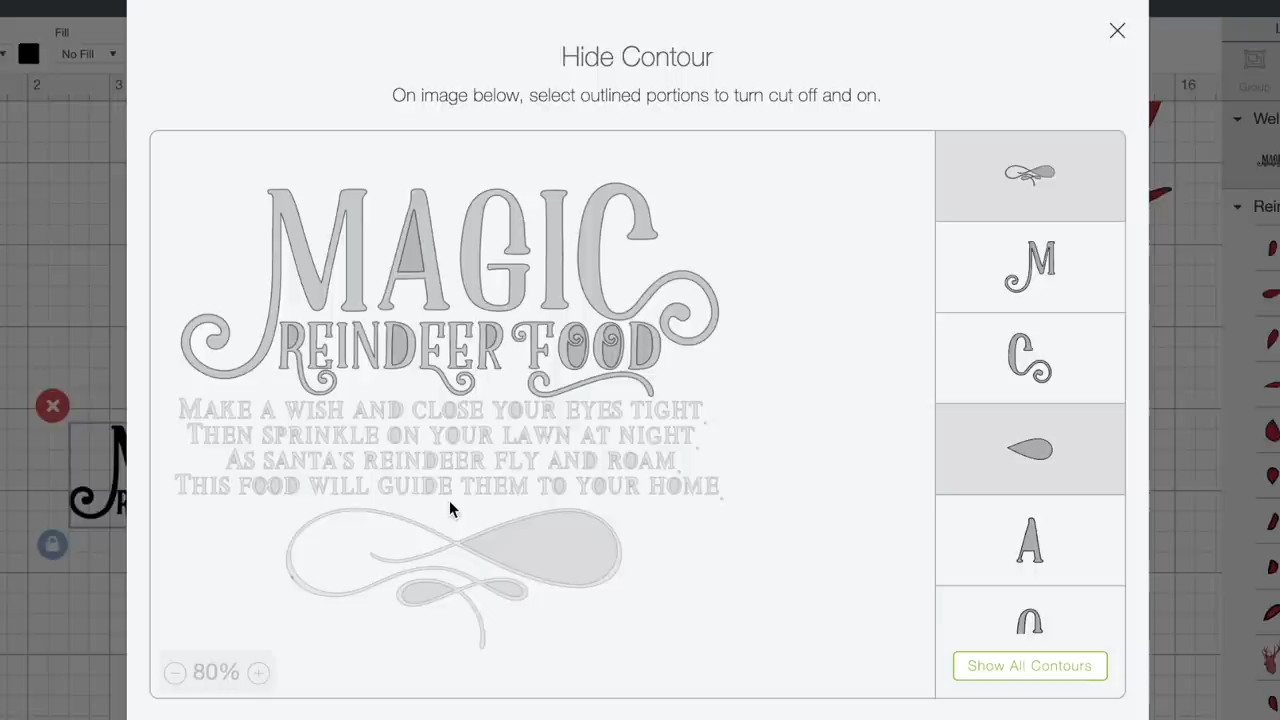 Fill
No Fill
2
3
16
Hide Contour
On image below, select outlined portions to turn cut off and on.
MAGIC
REINDEER FOOD
MAKE A WISH AND CLOSE YOUR EYES TIGHT,
THEN SPRINKLE ON YOUR LAWN AT NIGHT.
AS SANTA'S REINDEER FLY AND ROAM,
THIS FOOD WILL GUIDE THEM TO YOUR HOME.
80%
M
C
A
Show All Contours
Group
Wel
Rei